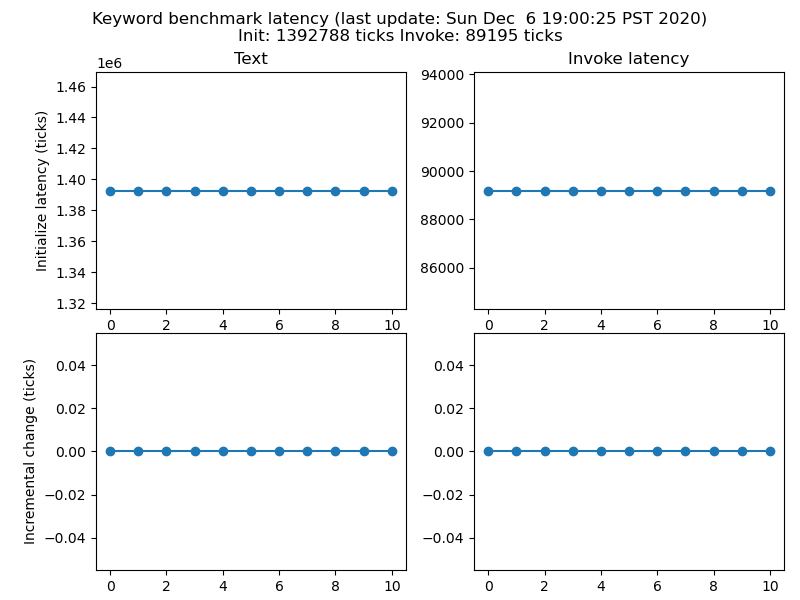 Keyword benchmark latency (last update: Sun Dec  6 19:00:25 PST 2020)
Init: 1392788 ticks Invoke: 89195 ticks
Text
1e6
Initialize latency (ticks)
1.46
1.44
1.42
1.40
1.38
1.36
1.34
1.32
0 2 4 6 8 10
Invoke latency
94000
92000
90000
88000
86000
0 2 4 6 8 10
Incremental change (ticks)
0.04
0.02
0.00
−0.02
−0.04
0 2 4 6 8 10
0.04
0.02
0.00
−0.02
−0.04
0 2 4 6 8 10